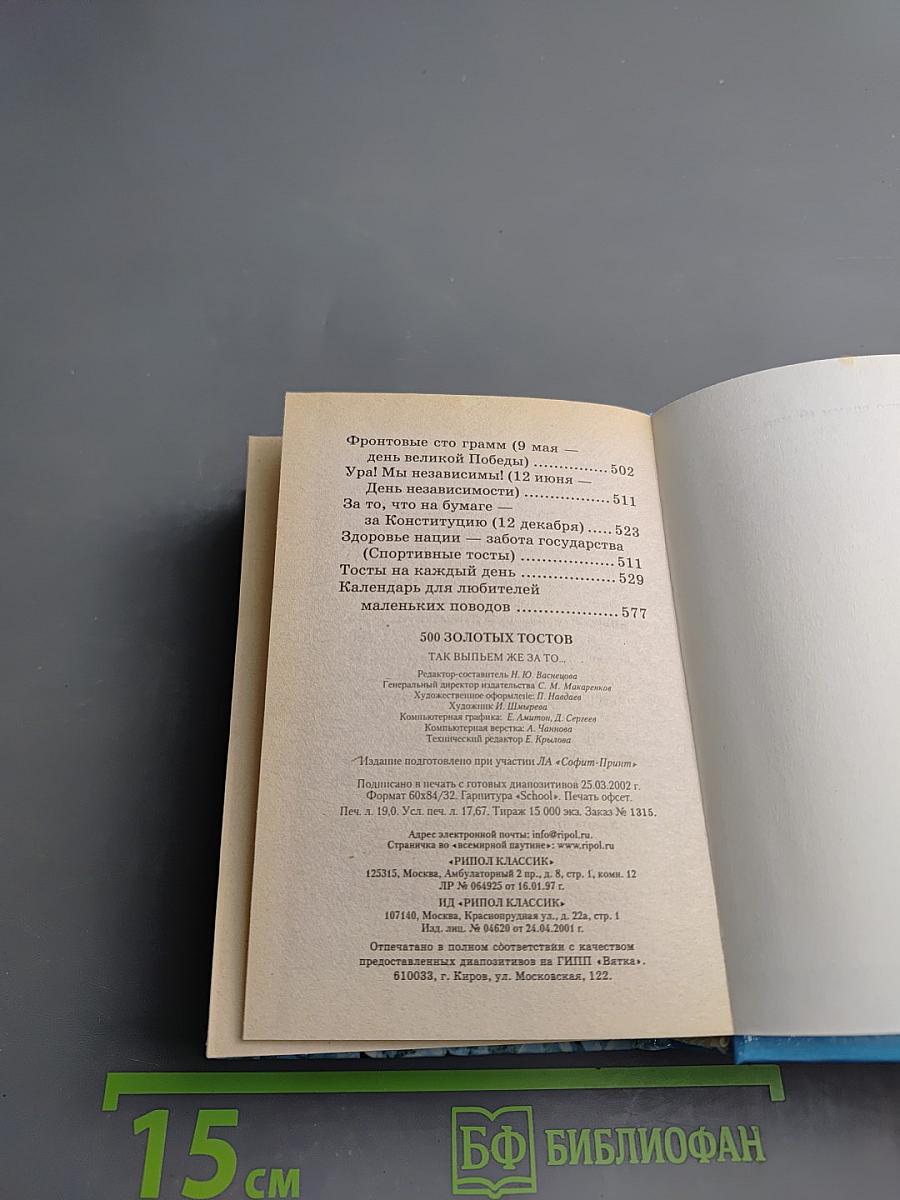 Фронтовые сто грамм (9 мая —
день великой Победы) ...............502
Ура! Мы независимы! (12 июня —
День независимости) .................511
За то, что на бумаге —
за Конституцию (12 декабря) .....523
Здоровье нации — забота государства
(Спортивные тосты) ...................511
Тосты на каждый день ..................529
Календарь для любителей
маленьких поводов ....................577
500 ЗОЛОТЫХ ТОСТОВ
ТАК ВЫПЬЕМ ЖЕ ЗА ТО...
Редактор-составитель Н. Ю. Васнецова
Генеральный директор издательства С. М. Макаренков
Художественное оформление: П. Навдаев
Художник И. Шмырева
Компьютерная графика: Е. Амитон, Д. Сергеев
Компьютерная верстка: А. Чаннова
Технический редактор Е. Крылова
Издание подготовлено при участии ЛА «Софит-Принт»
Подписано в печать с готовых диапозитивов 25.03.2002 г.
Формат 60x84/32. Гарнитура «School». Печать офсет.
Печ. л. 19,0. Усл. печ. л. 17,67. Тираж 15 000 экз. Заказ № 1315.
Адрес электронной почты: info@ripol.ru.
Страничка во «всемирной паутине»: www.ripol.ru
«РИПОЛ КЛАССИК»
125315, Москва, Амбулаторный 2 пр., д. 8, стр. 1, комн. 12
ЛР № 064925 от 16.01.97 г.
ИД «РИПОЛ КЛАССИК»
107140, Москва, Краснопрудная ул., д. 22а, стр. 1
Изд. лиц. № 04620 от 24.04.2001 г.
Отпечатано в полном соответствии с качеством
предоставленных диапозитивов на ГИПП «Вятка».
610033, г. Киров, ул. Московская, 122.
15 см
БФ БИБЛИОФАН